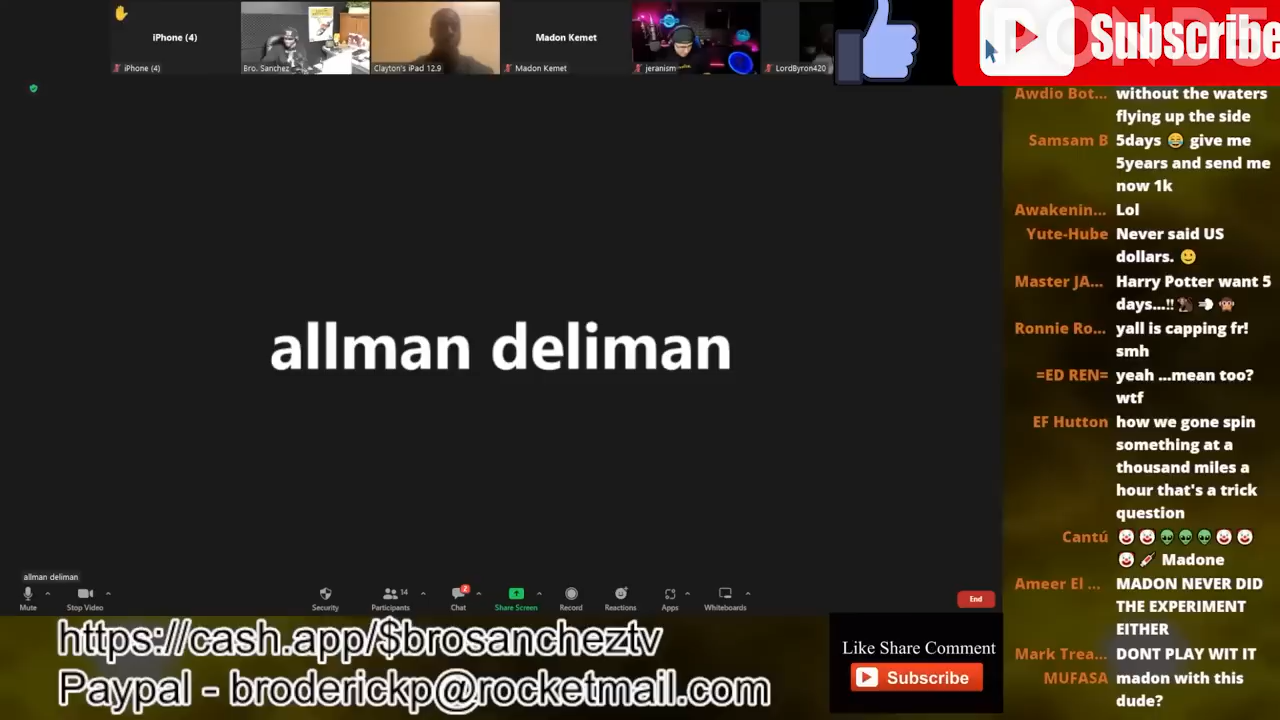 iPhone (4)
iPhone (4)
Bro. Sanchez
Clayton's iPad 12.9
Madon Kemet
Madon Kemet
jeranism
LordByron420
Subscribe
allman deliman
allman deliman
Mute
Stop Video
Security
Participants
14
Chat
2
Share Screen
Record
Reactions
Apps
Whiteboards
End
https://cash.app/$brosancheztv
Paypal - broderickp@rocketmail.com
Like Share Comment
Subscribe
Awdio Bot... without the waters
flying up the side
Samsam B 5days 😂 give me
5years and send me
now 1k
Awakenin... Lol
Yute-Hube Never said US
dollars. 🙂
Master JA... Harry Potter want 5
days...!!
Ronnie Ro... yall is capping fr!
smh
=ED REN= yeah ...mean too?
wtf
EF Hutton how we gone spin
something at a
thousand miles a
hour that's a trick
question
Cantú 🤡🤡👽👽👽🤡🤡
🤡💉 Madone
Ameer El ... MADON NEVER DID
THE EXPERIMENT
EITHER
Mark Trea... DONT PLAY WIT IT
MUFASA madon with this
dude?